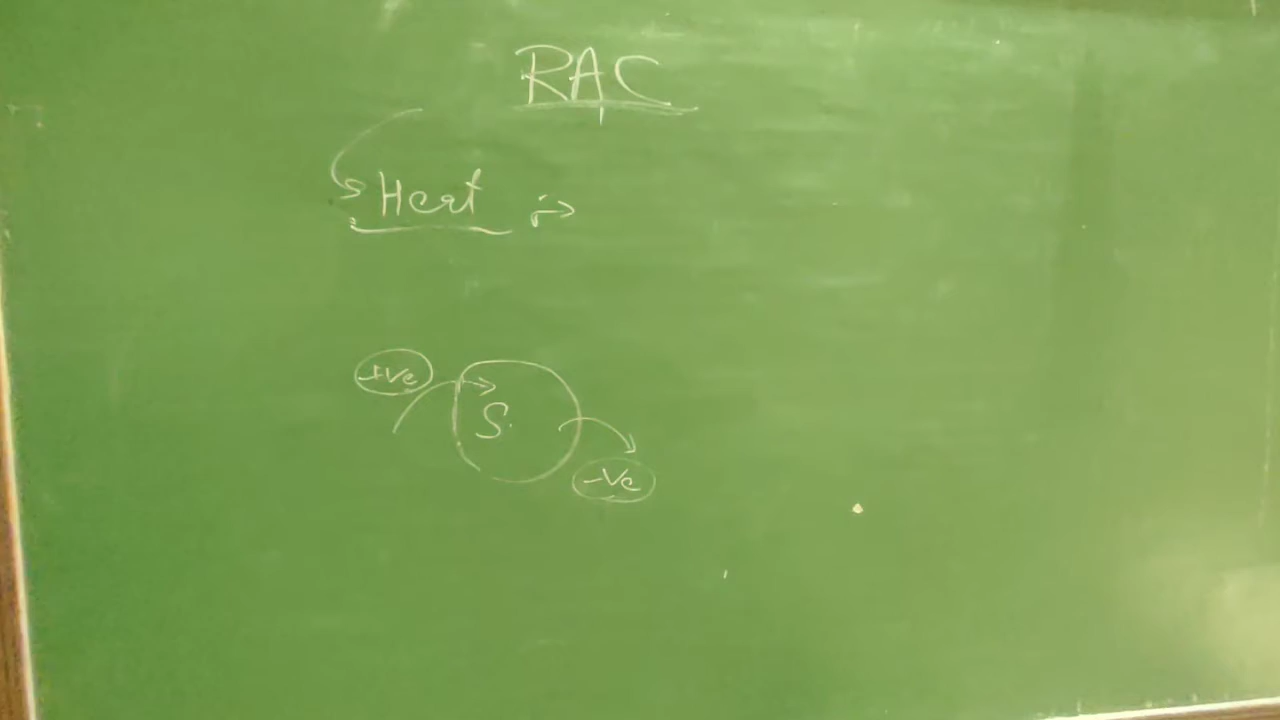 RAC
Heat :→
+Ve
S.
-Ve